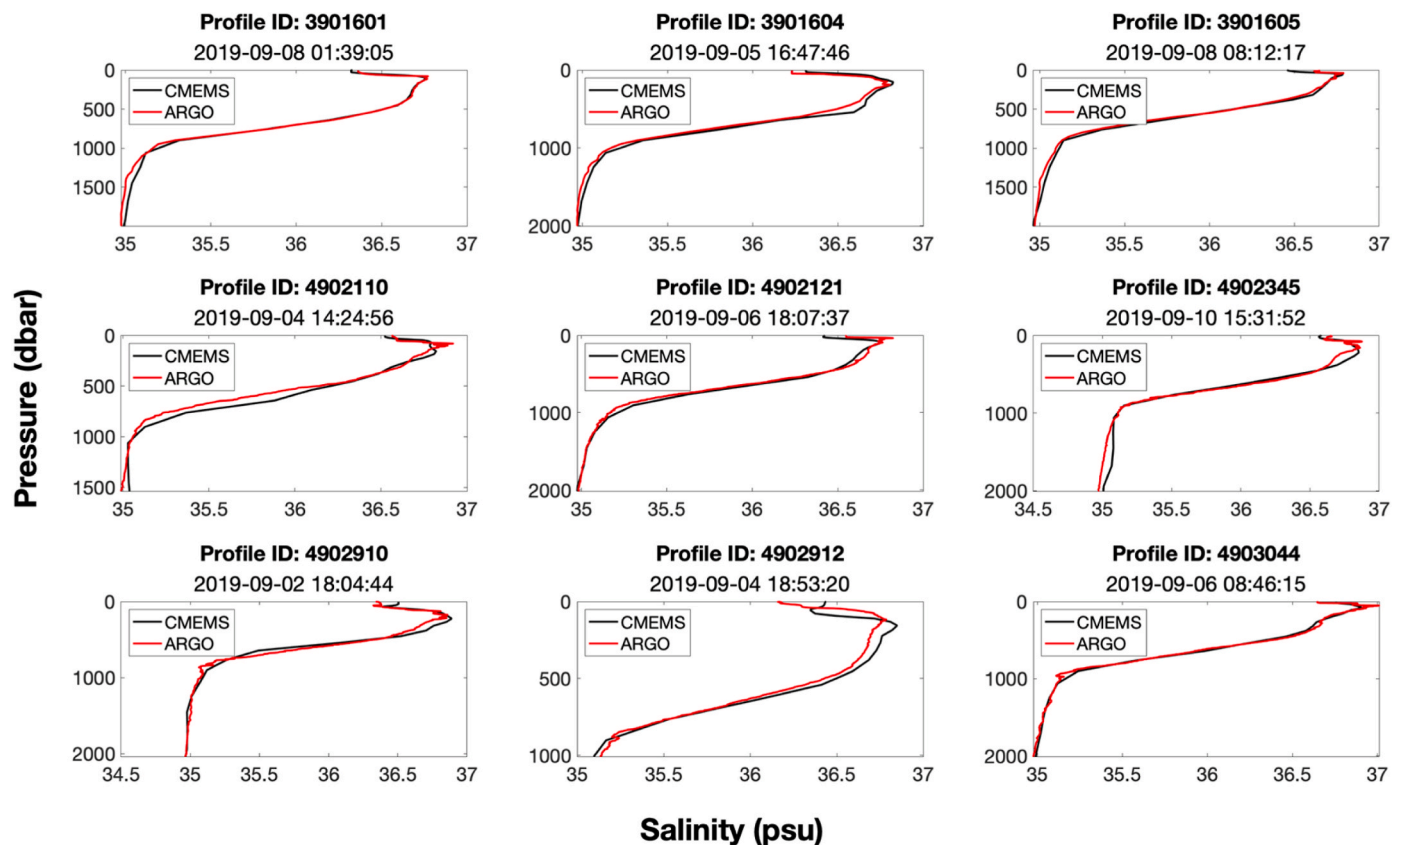 Profile ID: 3901601
2019-09-08 01:39:05
0
500
1000
1500
CMEMS
ARGO
35
35.5
36
36.5
37
Profile ID: 3901604
2019-09-05 16:47:46
0
1000
2000
CMEMS
ARGO
35
35.5
36
36.5
37
Profile ID: 3901605
2019-09-08 08:12:17
0
500
1000
1500
CMEMS
ARGO
35
35.5
36
36.5
37
Pressure (dbar)
Profile ID: 4902110
2019-09-04 14:24:56
0
500
1000
1500
CMEMS
ARGO
35
35.5
36
36.5
37
Profile ID: 4902121
2019-09-06 18:07:37
0
1000
2000
CMEMS
ARGO
35
35.5
36
36.5
37
Profile ID: 4902345
2019-09-10 15:31:52
0
1000
2000
CMEMS
ARGO
34.5
35
35.5
36
36.5
37
Profile ID: 4902910
2019-09-02 18:04:44
0
1000
2000
CMEMS
ARGO
34.5
35
35.5
36
36.5
37
Profile ID: 4902912
2019-09-04 18:53:20
0
500
1000
CMEMS
ARGO
35
35.5
36
36.5
37
Profile ID: 4903044
2019-09-06 08:46:15
0
1000
2000
CMEMS
ARGO
35
35.5
36
36.5
37
Salinity (psu)